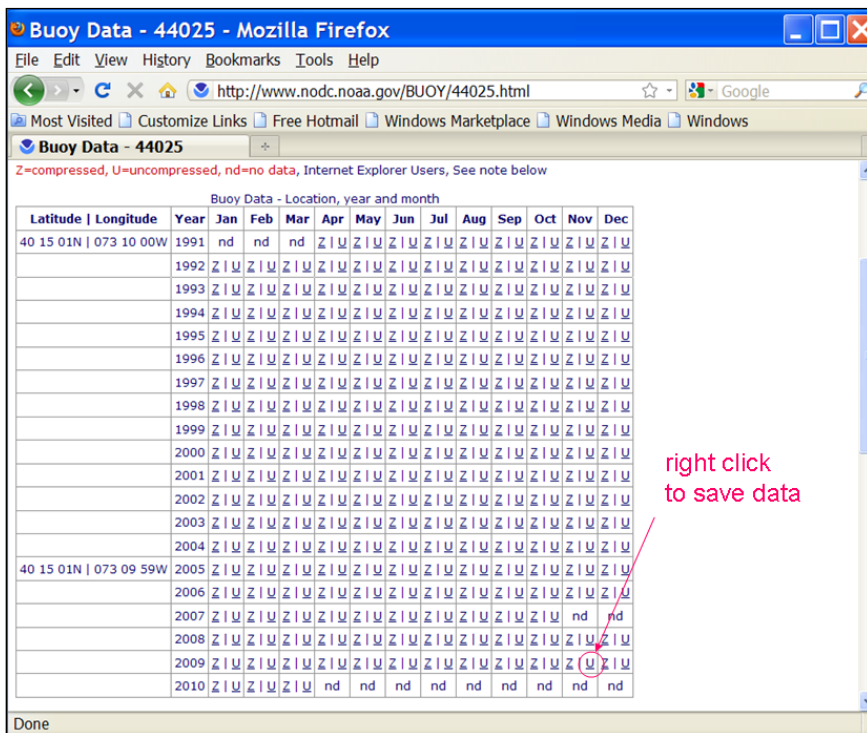 Buoy Data - 44025 - Mozilla Firefox
File Edit View History Bookmarks Tools Help
http://www.nodc.noaa.gov/BUOY/44025.html Google
Most Visited Customize Links Free Hotmail Windows Marketplace Windows Media Windows
Buoy Data - 44025
Z=compressed, U=uncompressed, nd=no data, Internet Explorer Users, See note below
Buoy Data - Location, year and month
Latitude | Longitude Year Jan Feb Mar Apr May Jun Jul Aug Sep Oct Nov Dec
40 15 01N | 073 10 00W 1991 nd nd nd Z | U Z | U Z | U Z | U Z | U Z | U Z | U Z | U Z | U
1992 Z | U Z | U Z | U Z | U Z | U Z | U Z | U Z | U Z | U Z | U Z | U Z | U
1993 Z | U Z | U Z | U Z | U Z | U Z | U Z | U Z | U Z | U Z | U Z | U Z | U
1994 Z | U Z | U Z | U Z | U Z | U Z | U Z | U Z | U Z | U Z | U Z | U Z | U
1995 Z | U Z | U Z | U Z | U Z | U Z | U Z | U Z | U Z | U Z | U Z | U Z | U
1996 Z | U Z | U Z | U Z | U Z | U Z | U Z | U Z | U Z | U Z | U Z | U Z | U
1997 Z | U Z | U Z | U Z | U Z | U Z | U Z | U Z | U Z | U Z | U Z | U Z | U
1998 Z | U Z | U Z | U Z | U Z | U Z | U Z | U Z | U Z | U Z | U Z | U Z | U
1999 Z | U Z | U Z | U Z | U Z | U Z | U Z | U Z | U Z | U Z | U Z | U Z | U
2000 Z | U Z | U Z | U Z | U Z | U Z | U Z | U Z | U Z | U Z | U Z | U Z | U
2001 Z | U Z | U Z | U Z | U Z | U Z | U Z | U Z | U Z | U Z | U Z | U Z | U
2002 Z | U Z | U Z | U Z | U Z | U Z | U Z | U Z | U Z | U Z | U Z | U Z | U
2003 Z | U Z | U Z | U Z | U Z | U Z | U Z | U Z | U Z | U Z | U Z | U Z | U
2004 Z | U Z | U Z | U Z | U Z | U Z | U Z | U Z | U Z | U Z | U Z | U Z | U
40 15 01N | 073 09 59W 2005 Z | U Z | U Z | U Z | U Z | U Z | U Z | U Z | U Z | U Z | U Z | U Z | U
2006 Z | U Z | U Z | U Z | U Z | U Z | U Z | U Z | U Z | U Z | U Z | U Z | U
2007 Z | U Z | U Z | U Z | U Z | U Z | U Z | U Z | U Z | U Z | U nd nd
2008 Z | U Z | U Z | U Z | U Z | U Z | U Z | U Z | U Z | U Z | U Z | U Z | U
2009 Z | U Z | U Z | U Z | U Z | U Z | U Z | U Z | U Z | U Z | U Z | U Z | U
2010 Z | U Z | U Z | U nd nd nd nd nd nd nd nd nd
right click
to save data
Done